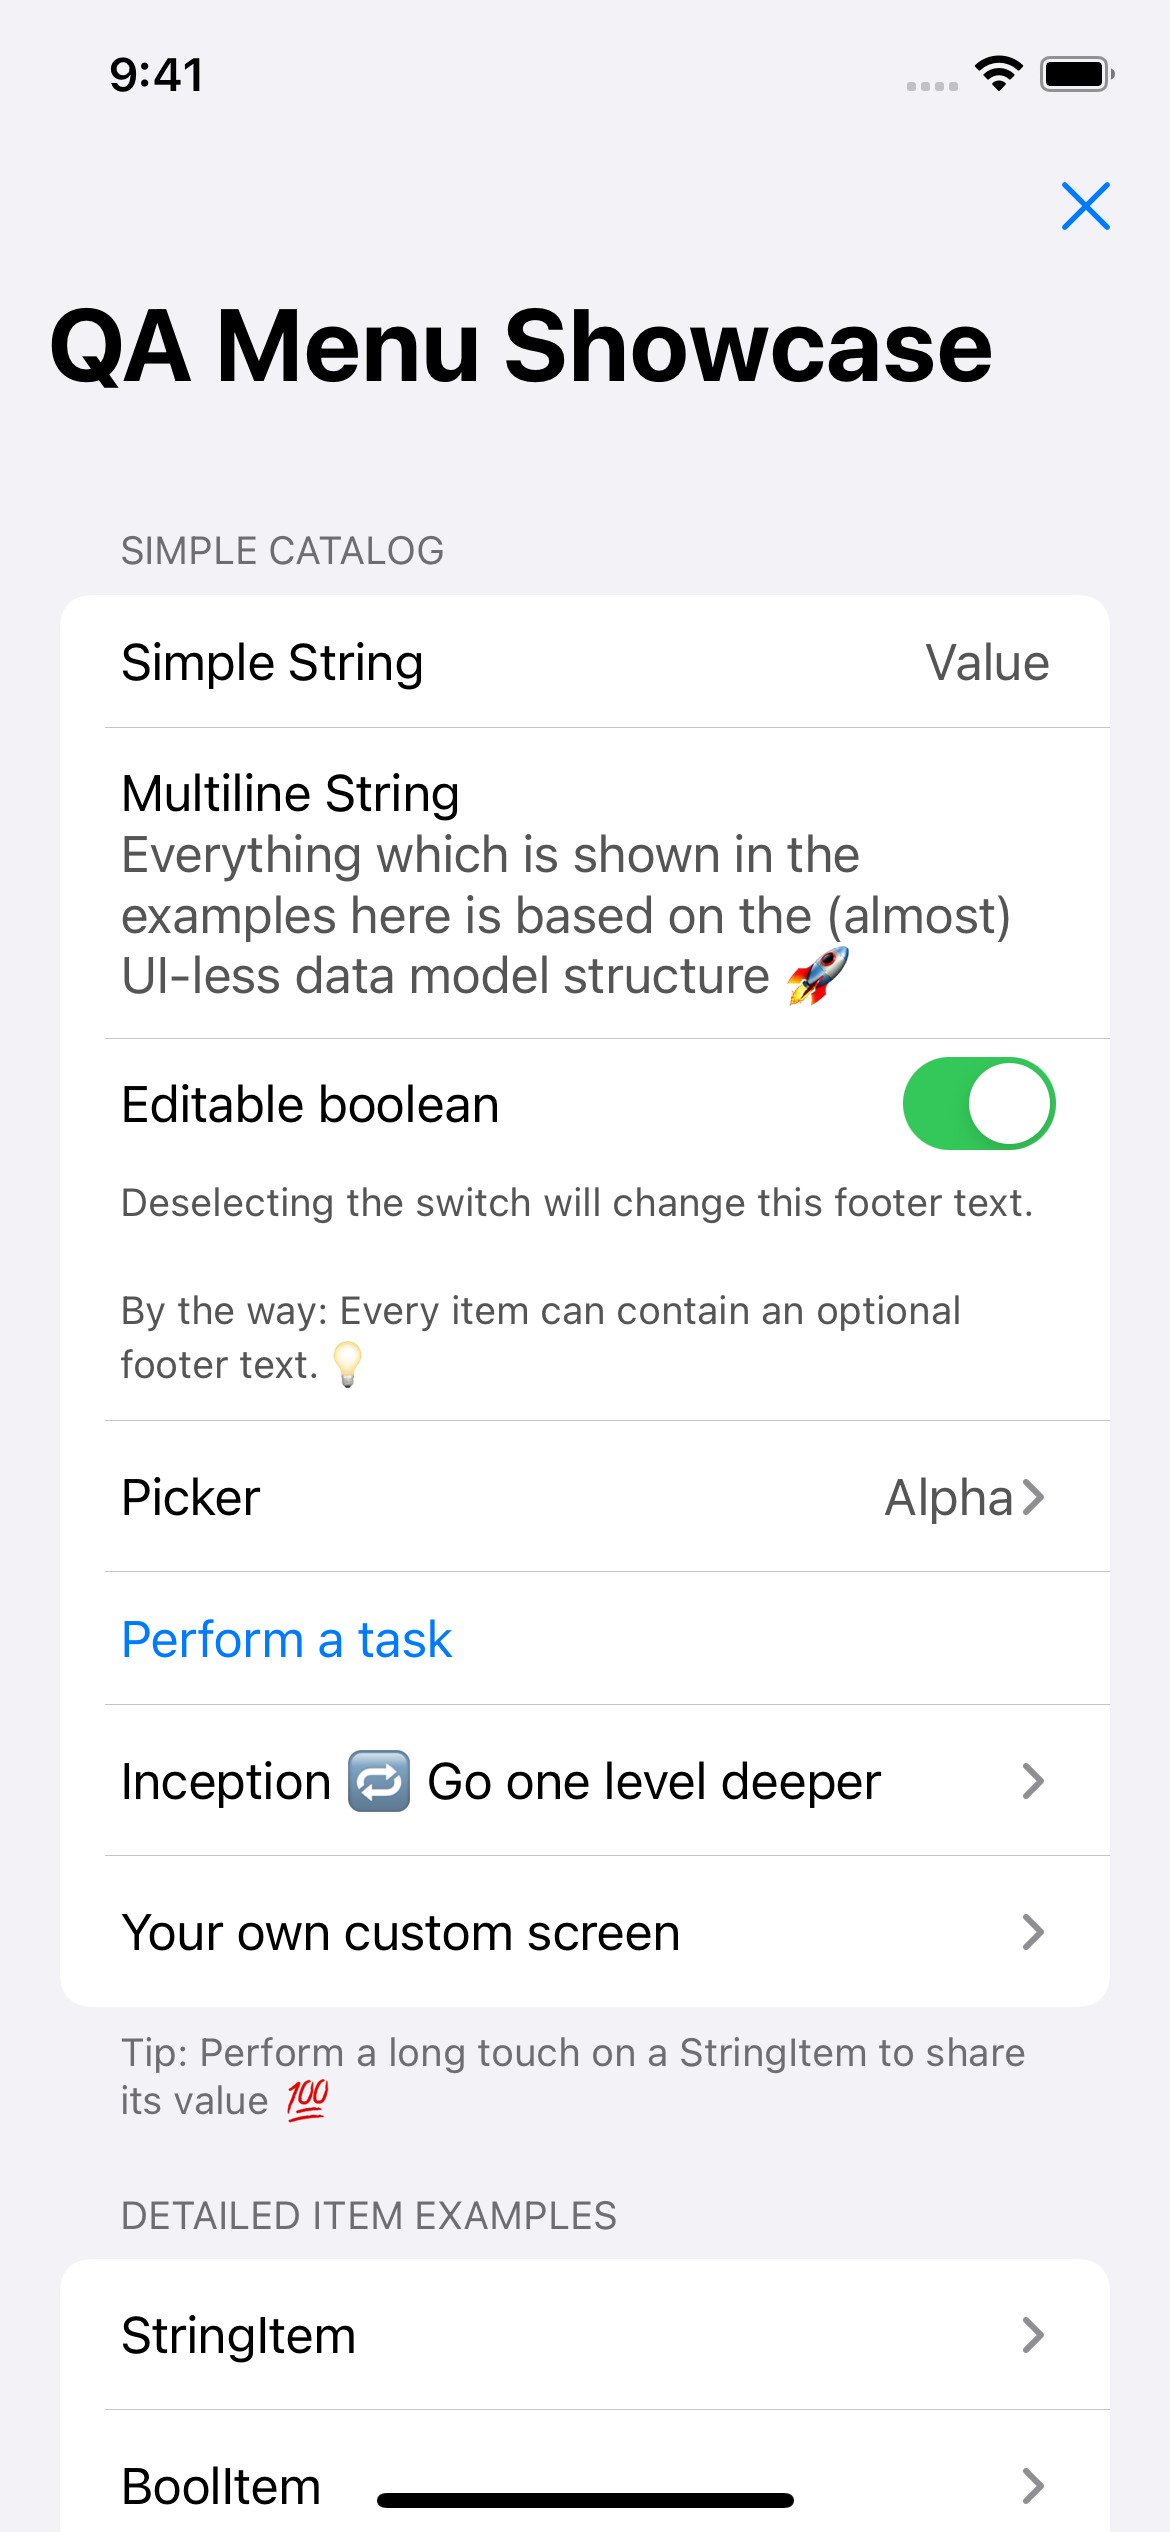 9:41
QA Menu Showcase
SIMPLE CATALOG
Simple String
Value
Multiline String
Everything which is shown in the
examples here is based on the (almost)
UI-less data model structure 🚀
Editable boolean
Deselecting the switch will change this footer text.
By the way: Every item can contain an optional
footer text. 💡
Picker
Alpha
Perform a task
Inception 🔁 Go one level deeper
Your own custom screen
Tip: Perform a long touch on a StringItem to share
its value 💯
DETAILED ITEM EXAMPLES
StringItem
BoolItem